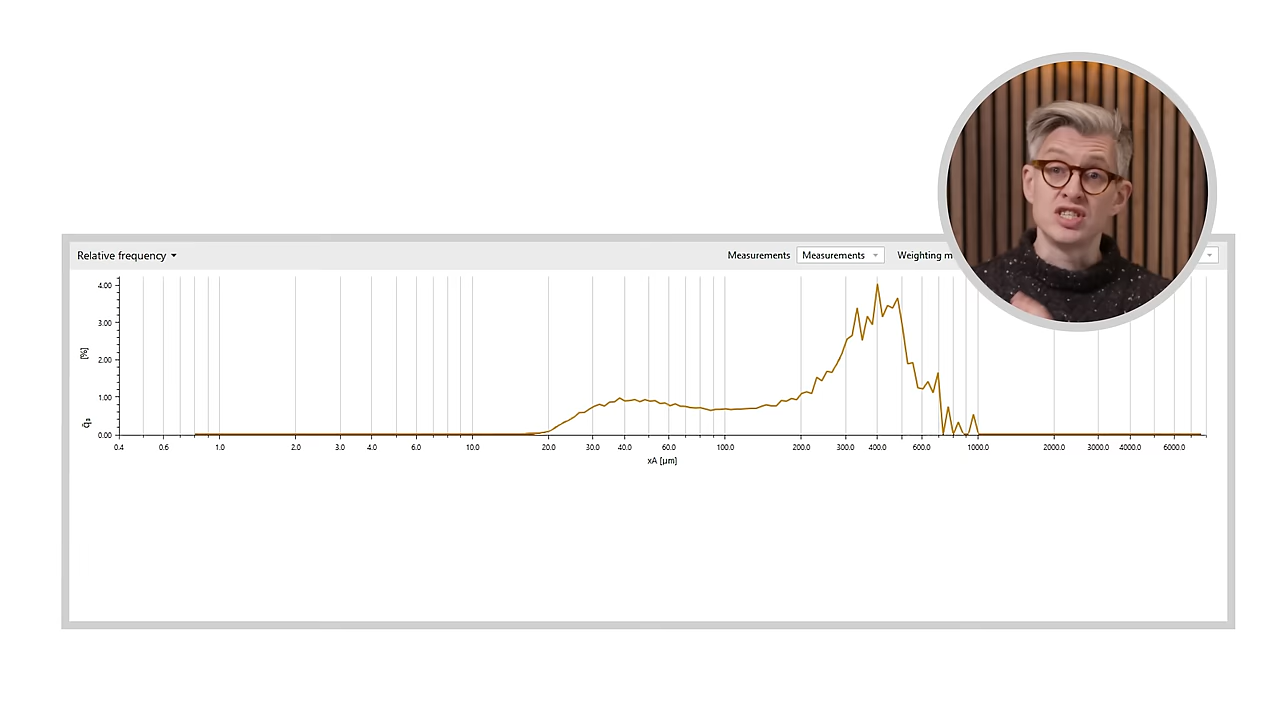 Relative frequency
Measurements Measurements Weighting m
4.00
3.00
[%]
2.00
1.00
q̄₃
0.00
0.4 0.6 1.0 2.0 3.0 4.0 6.0 10.0 20.0 30.0 40.0 60.0 100.0 200.0 300.0 400.0 600.0 1000.0 2000.0 3000.0 4000.0 6000.0
xA [µm]